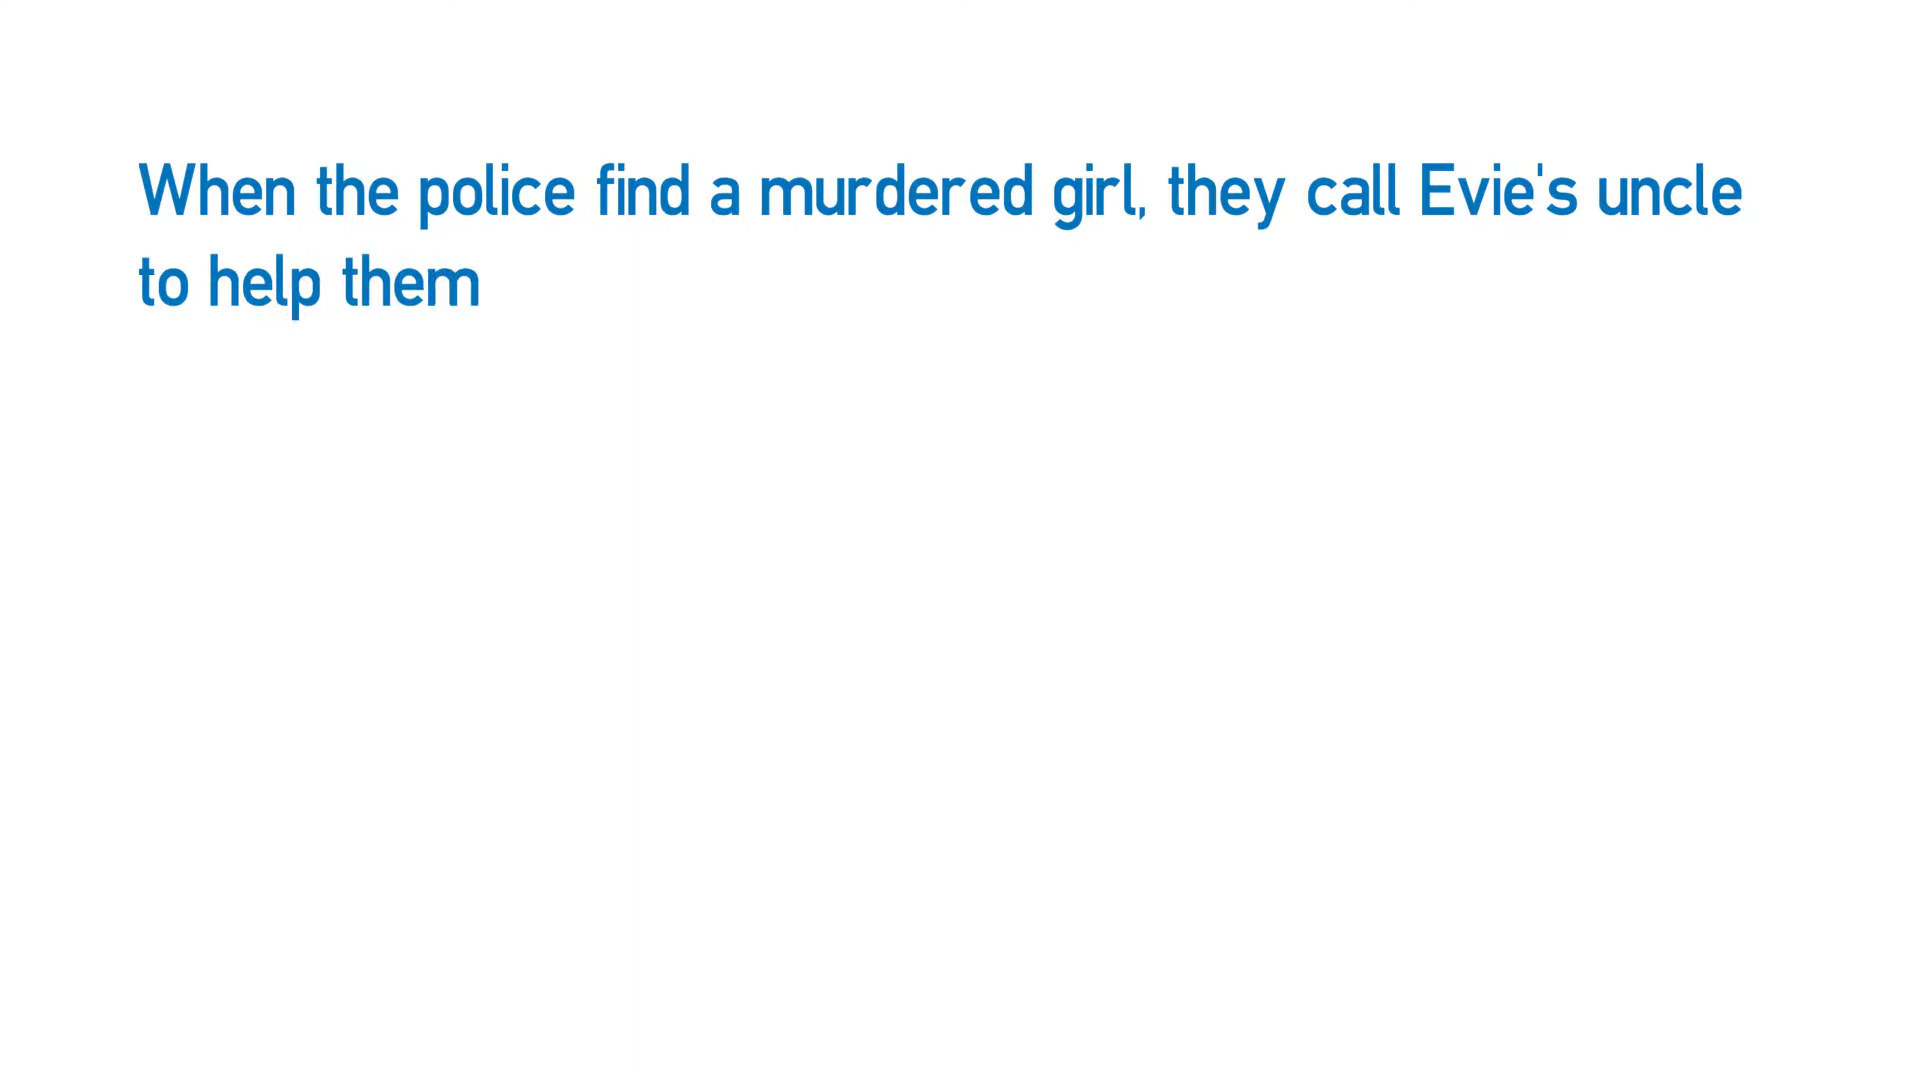 When the police find a murdered girl, they call Evie's uncle
to help them